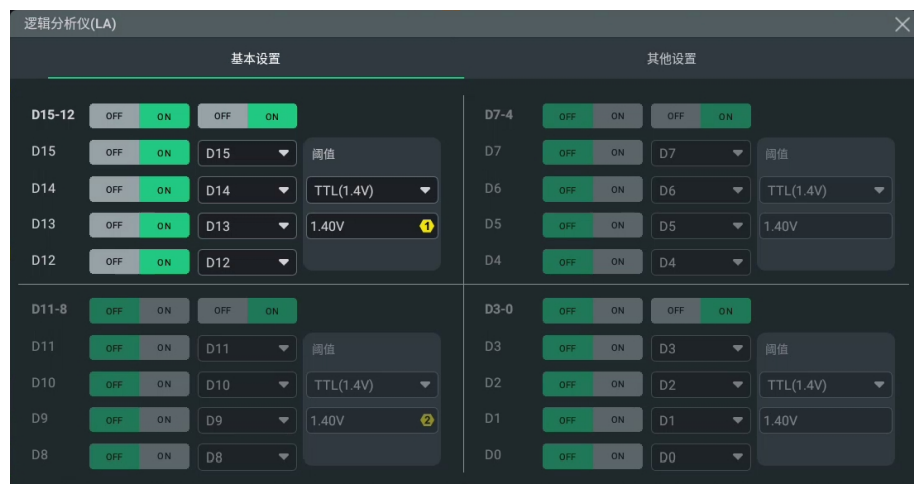 逻辑分析仪(LA)
基本设置 其他设置
D15-12 OFF ON OFF ON
D15 OFF ON D15 阈值
D14 OFF ON D14 TTL(1.4V)
D13 OFF ON D13 1.40V 1
D12 OFF ON D12
D7-4 OFF ON OFF ON
D7 OFF ON D7 阈值
D6 OFF ON D6 TTL(1.4V)
D5 OFF ON D5 1.40V
D4 OFF ON D4
D11-8 OFF ON OFF ON
D11 OFF ON D11 阈值
D10 OFF ON D10 TTL(1.4V)
D9 OFF ON D9 1.40V 2
D8 OFF ON D8
D3-0 OFF ON OFF ON
D3 OFF ON D3 阈值
D2 OFF ON D2 TTL(1.4V)
D1 OFF ON D1 1.40V
D0 OFF ON D0